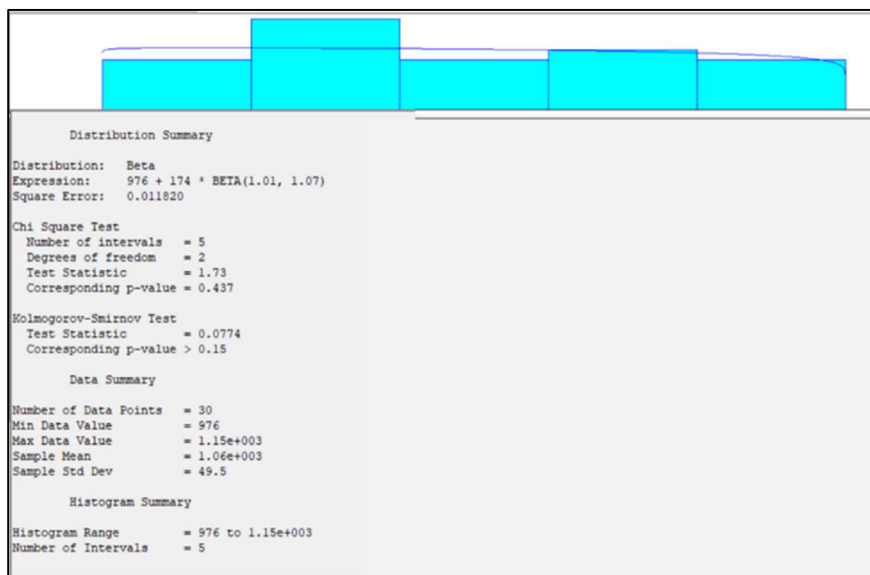 Distribution Summary
Distribution: Beta
Expression: 976 + 174 * BETA(1.01, 1.07)
Square Error: 0.011820
Chi Square Test
Number of intervals = 5
Degrees of freedom = 2
Test Statistic = 1.73
Corresponding p-value = 0.437
Kolmogorov-Smirnov Test
Test Statistic = 0.0774
Corresponding p-value > 0.15
Data Summary
Number of Data Points = 30
Min Data Value = 976
Max Data Value = 1.15e+003
Sample Mean = 1.06e+003
Sample Std Dev = 49.5
Histogram Summary
Histogram Range = 976 to 1.15e+003
Number of Intervals = 5